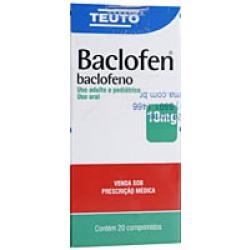 TEUTO
Baclofen®
baclofeno
Uso adulto e pediátrico
Uso oral
10mg
VENDA SOB
PRESCRIÇÃO MÉDICA
Contém 20 comprimidos